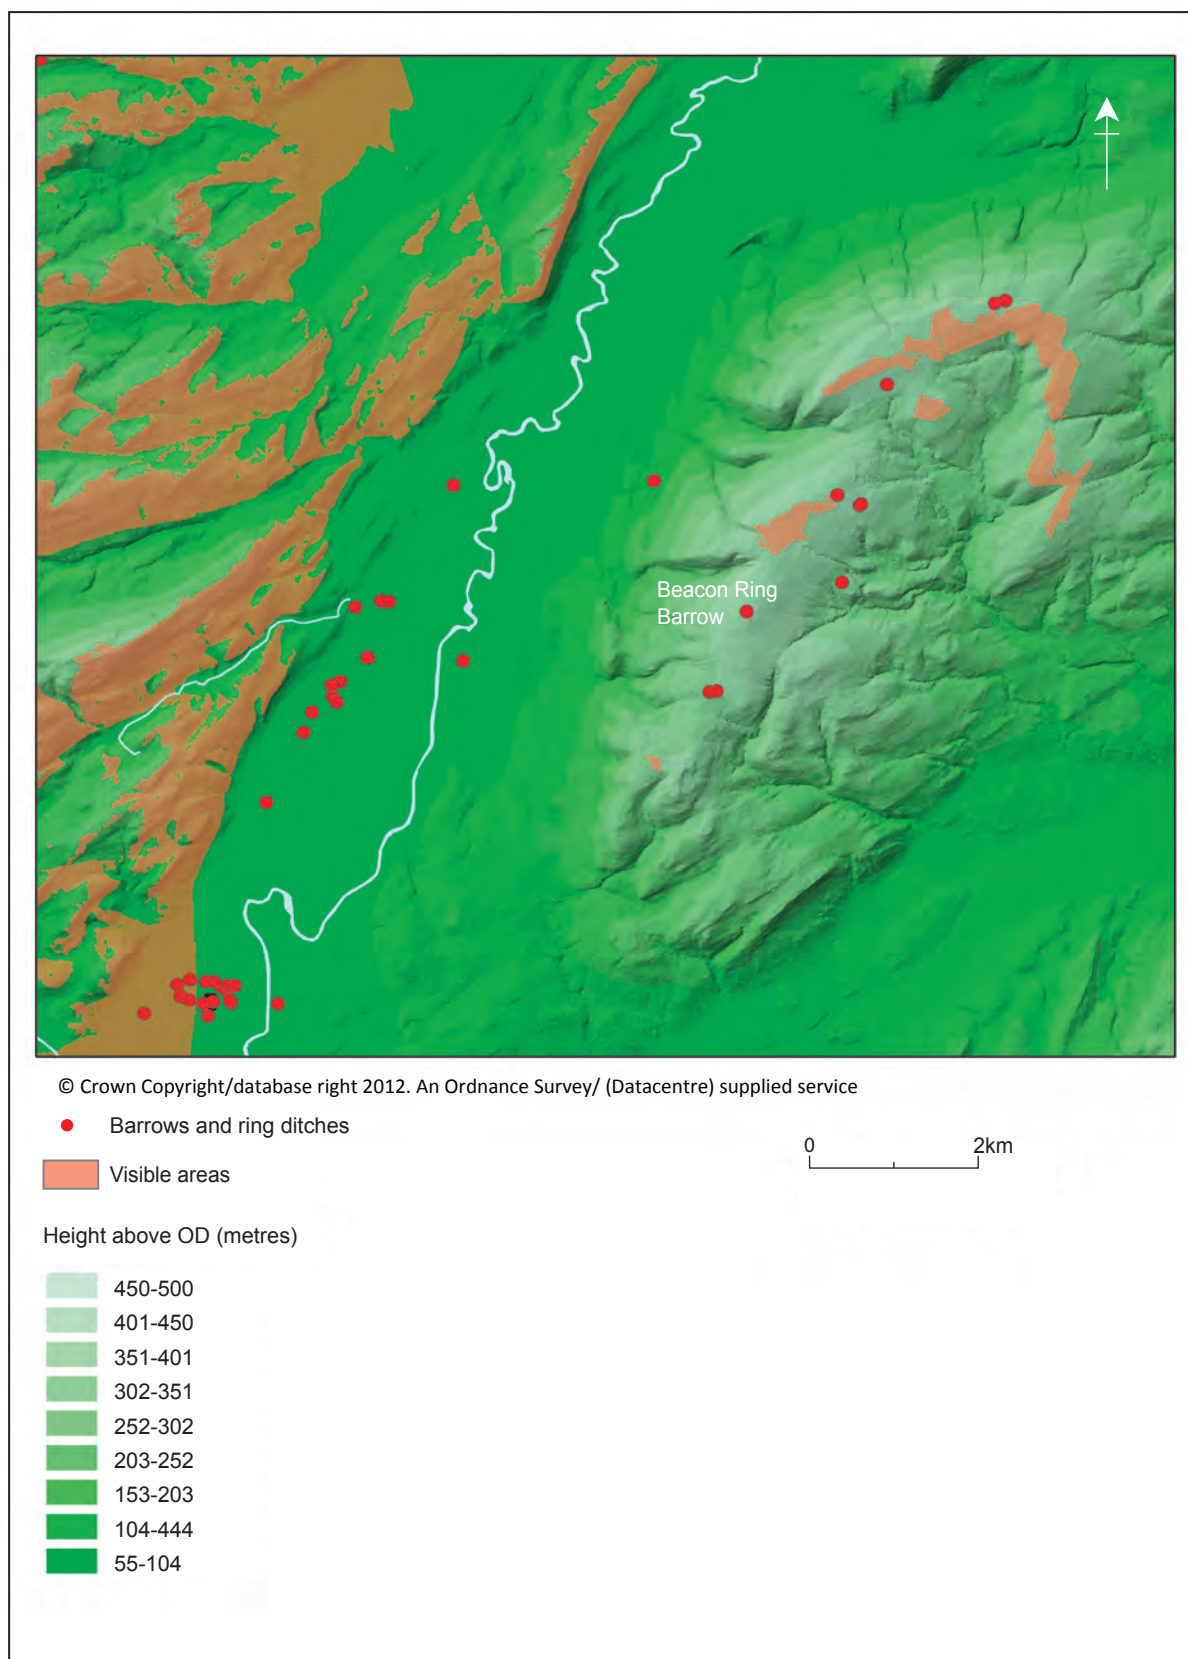 Beacon Ring
Barrow
© Crown Copyright/database right 2012. An Ordnance Survey/ (Datacentre) supplied service
Barrows and ring ditches
0 2km
Visible areas
Height above OD (metres)
450-500
401-450
351-401
302-351
252-302
203-252
153-203
104-444
55-104